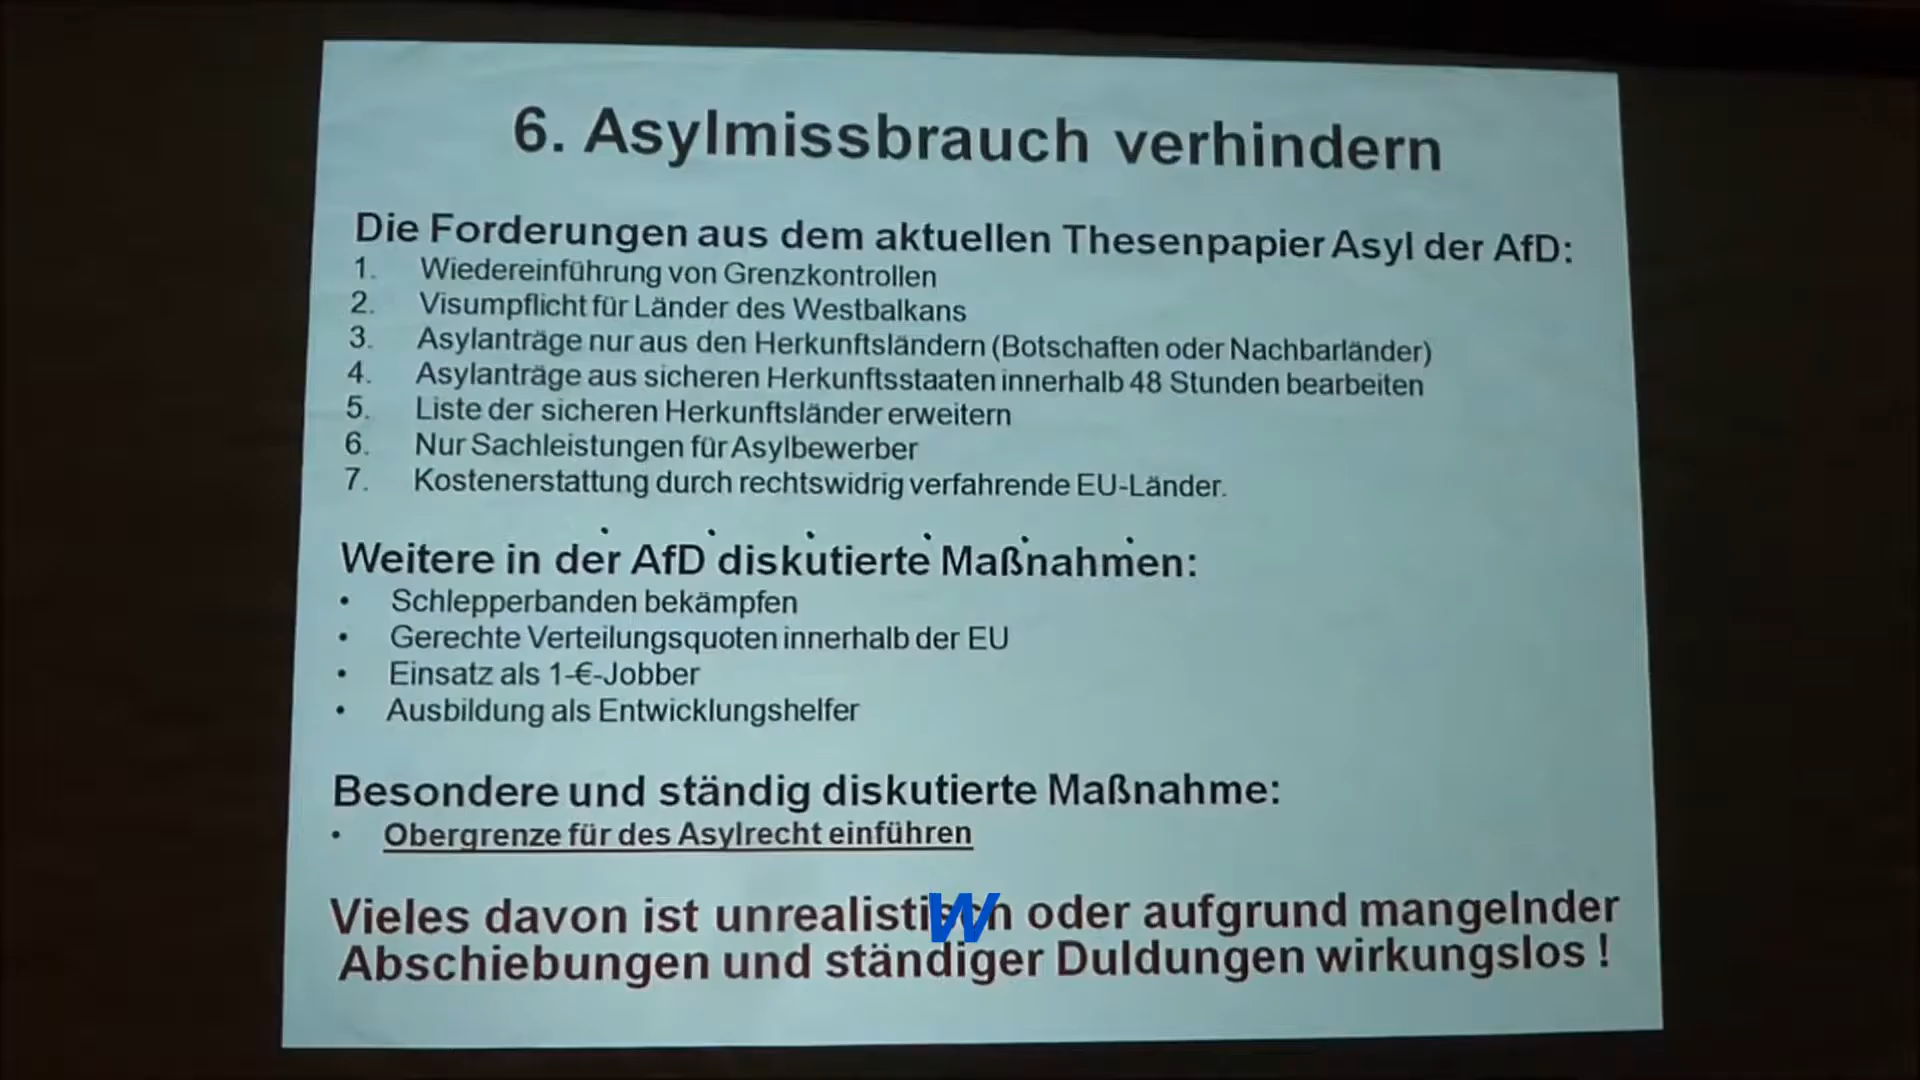 6. Asylmissbrauch verhindern
Die Forderungen aus dem aktuellen Thesenpapier Asyl der AfD:
1. Wiedereinführung von Grenzkontrollen
2. Visumpflicht für Länder des Westbalkans
3. Asylanträge nur aus den Herkunftsländern (Botschaften oder Nachbarländer)
4. Asylanträge aus sicheren Herkunftsstaaten innerhalb 48 Stunden bearbeiten
5. Liste der sicheren Herkunftsländer erweitern
6. Nur Sachleistungen für Asylbewerber
7. Kostenerstattung durch rechtswidrig verfahrende EU-Länder.
Weitere in der AfD diskutierte Maßnahmen:
• Schlepperbanden bekämpfen
• Gerechte Verteilungsquoten innerhalb der EU
• Einsatz als 1-€-Jobber
• Ausbildung als Entwicklungshelfer
Besondere und ständig diskutierte Maßnahme:
• Obergrenze für des Asylrecht einführen
Vieles davon ist unrealistisch oder aufgrund mangelnder
W
Abschiebungen und ständiger Duldungen wirkungslos !